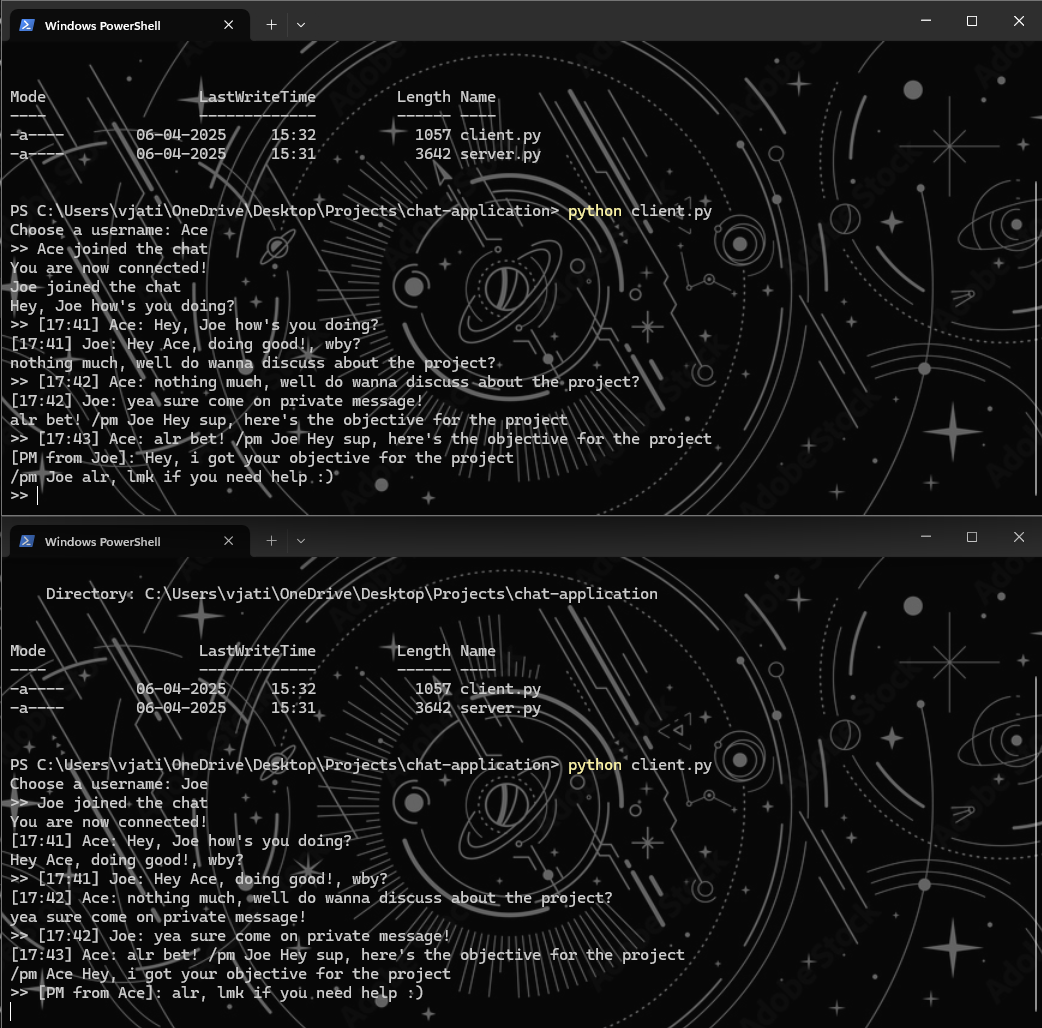 Windows PowerShell
Mode LastWriteTime Length Name
---- ------------- ------ ----
-a---- 06-04-2025 15:32 1057 client.py
-a---- 06-04-2025 15:31 3642 server.py
PS C:\Users\vjati\OneDrive\Desktop\Projects\chat-application> python client.py
Choose a username: Ace
>> Ace joined the chat
You are now connected!
Joe joined the chat
Hey, Joe how's you doing?
>> [17:41] Ace: Hey, Joe how's you doing?
[17:41] Joe: Hey Ace, doing good!, wby?
nothing much, well do wanna discuss about the project?
>> [17:42] Ace: nothing much, well do wanna discuss about the project?
[17:42] Joe: yea sure come on private message!
alr bet! /pm Joe Hey sup, here's the objective for the project
>> [17:43] Ace: alr bet! /pm Joe Hey sup, here's the objective for the project
[PM from Joe]: Hey, i got your objective for the project
/pm Joe alr, lmk if you need help :)
>>
Windows PowerShell
Directory: C:\Users\vjati\OneDrive\Desktop\Projects\chat-application
Mode LastWriteTime Length Name
---- ------------- ------ ----
-a---- 06-04-2025 15:32 1057 client.py
-a---- 06-04-2025 15:31 3642 server.py
PS C:\Users\vjati\OneDrive\Desktop\Projects\chat-application> python client.py
Choose a username: Joe
>> Joe joined the chat
You are now connected!
[17:41] Ace: Hey, Joe how's you doing?
Hey Ace, doing good!, wby?
>> [17:41] Joe: Hey Ace, doing good!, wby?
[17:42] Ace: nothing much, well do wanna discuss about the project?
yea sure come on private message!
>> [17:42] Joe: yea sure come on private message!
[17:43] Ace: alr bet! /pm Joe Hey sup, here's the objective for the project
/pm Ace Hey, i got your objective for the project
>> [PM from Ace]: alr, lmk if you need help :)